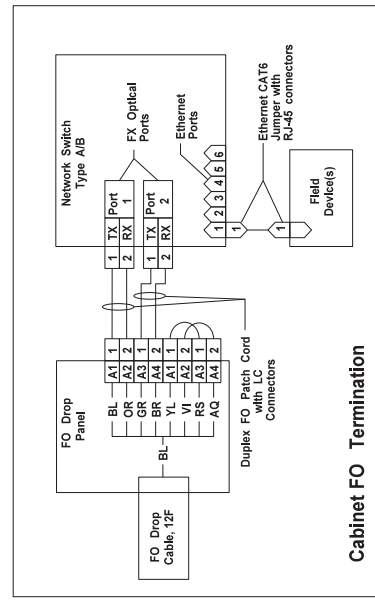 Network Switch
Type A/B
FX Optical
Ports
Ethernet
Ports
1 TX Port
2 RX 1
1 TX Port
2 RX 2
1 2 3 4 5 6
1
1
Ethernet CAT6
Jumper with
RJ-45 connectors
Field
Device(s)
FO Drop
Panel
BL A1 1
OR A2 2
GR A3 1
BR A4 2
YL A1 1
VI A2 2
RS A3 1
AQ A4 2
BL
FO Drop
Cable, 12F
Duplex FO Patch Cord
with LC
Connectors
Cabinet FO Termination